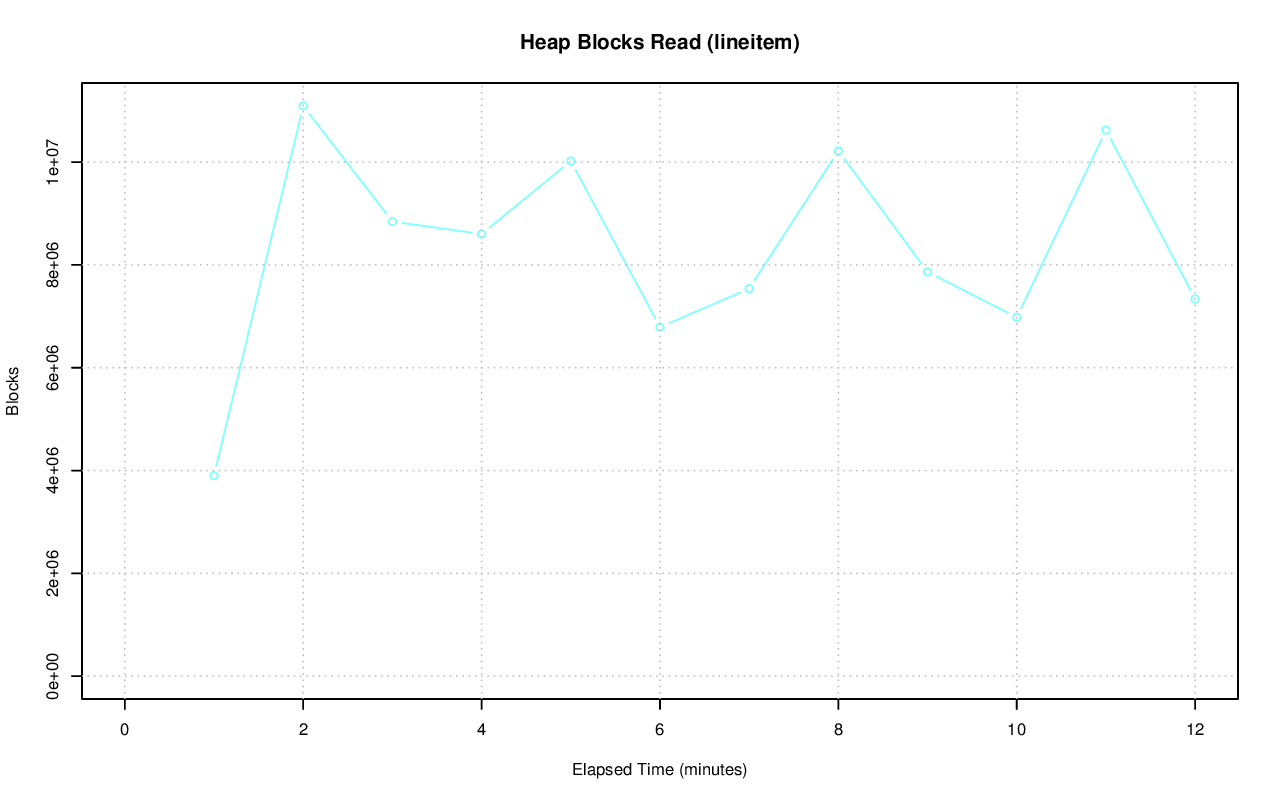 Heap Blocks Read (lineitem)
Blocks
1e+07
8e+06
6e+06
4e+06
2e+06
0e+00
0 2 4 6 8 10 12
Elapsed Time (minutes)